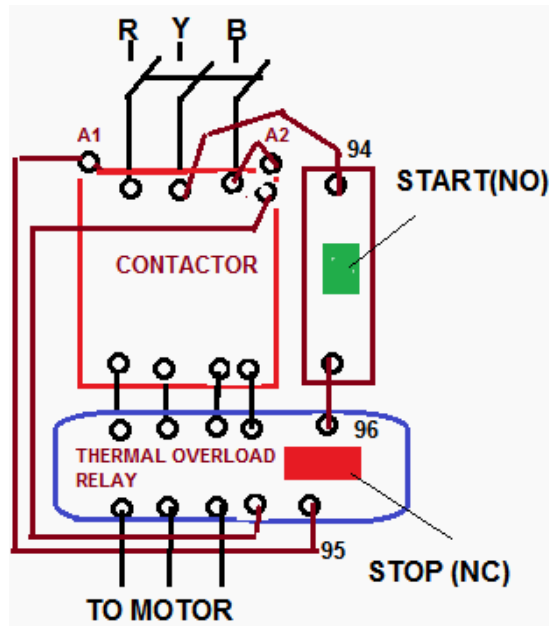 R Y B
A1 A2
94
START(NO)
CONTACTOR
96
THERMAL OVERLOAD
RELAY
95
STOP (NC)
TO MOTOR